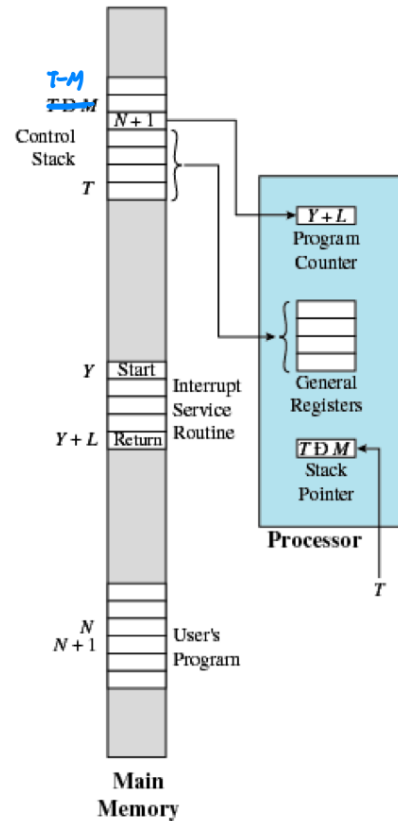 T-M
T Ð M
N + 1
Control
Stack
T
Y + L
Program
Counter
Y
Start
Interrupt
Service
Routine
Y + L
Return
General
Registers
T Ð M
Stack
Pointer
Processor
T
N
N + 1
User's
Program
Main
Memory